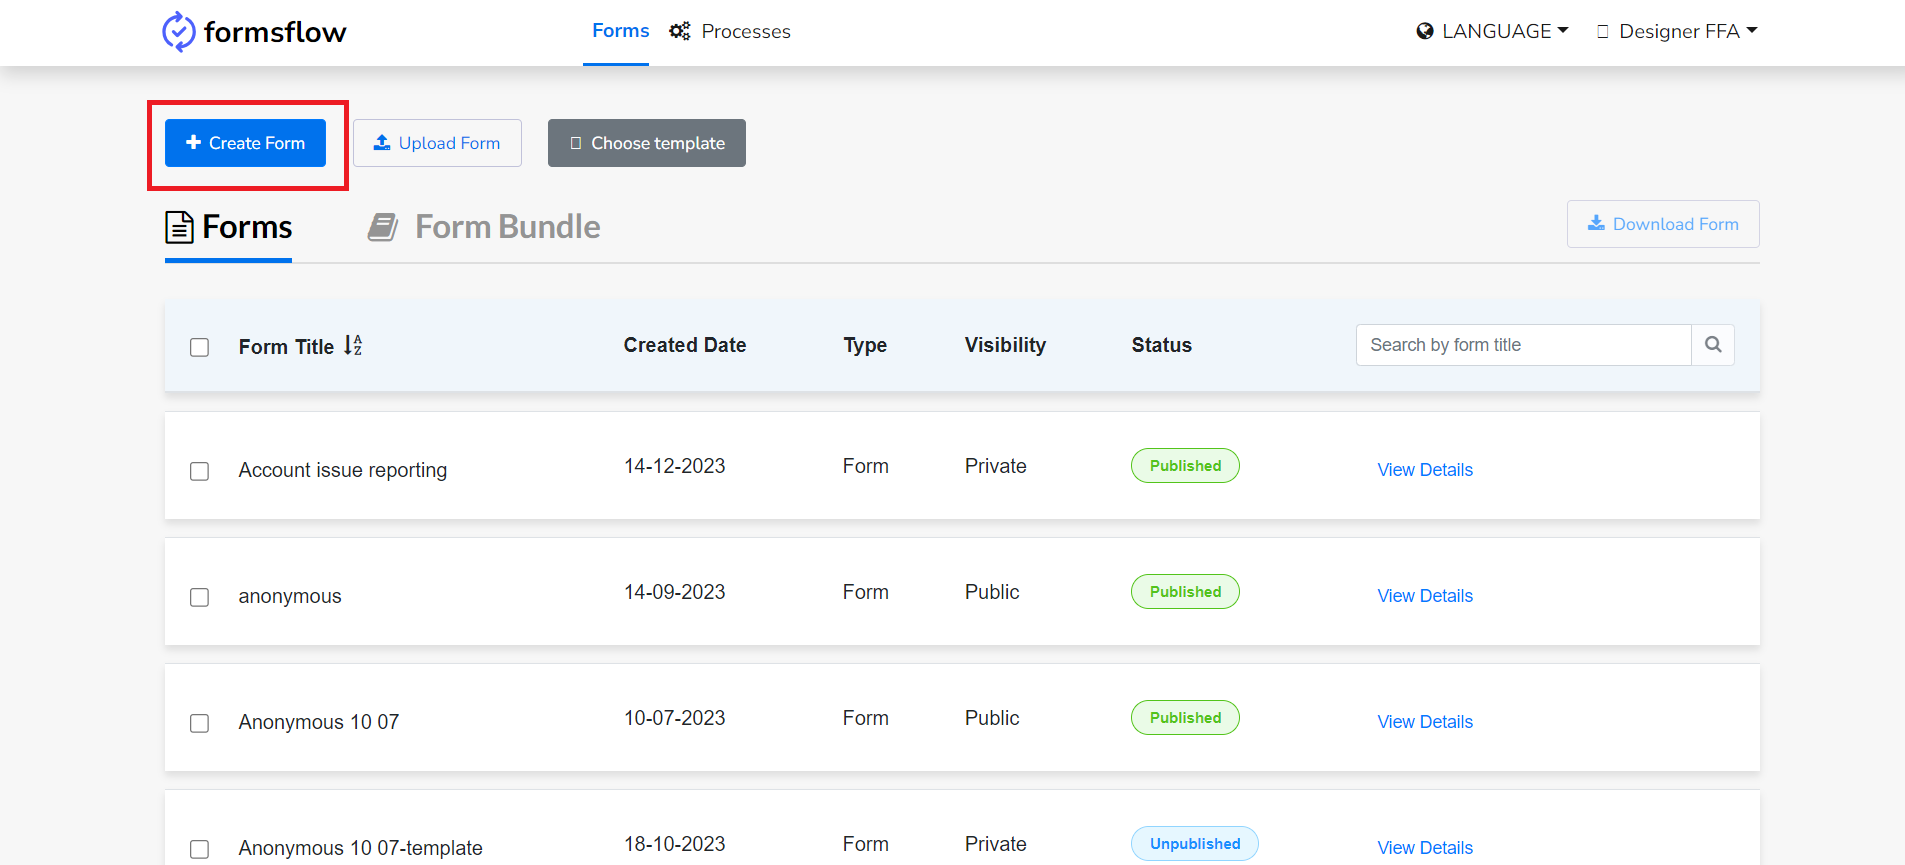 formsflow Forms Processes LANGUAGE Designer FFA
Create Form Upload Form Choose template
Forms Form Bundle Download Form
Form Title Created Date Type Visibility Status Search by form title
Account issue reporting 14-12-2023 Form Private Published View Details
anonymous 14-09-2023 Form Public Published View Details
Anonymous 10 07 10-07-2023 Form Public Published View Details
Anonymous 10 07-template 18-10-2023 Form Private Unpublished View Details